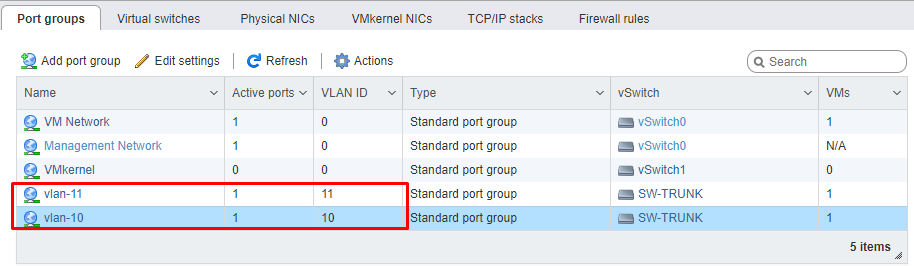 Port groups Virtual switches Physical NICs VMkernel NICs TCP/IP stacks Firewall rules
Add port group Edit settings Refresh Actions Search
Name Active ports VLAN ID Type vSwitch VMs
VM Network 1 0 Standard port group vSwitch0 1
Management Network 1 0 Standard port group vSwitch0 N/A
VMkernel 0 0 Standard port group vSwitch1 0
vlan-11 1 11 Standard port group SW-TRUNK 1
vlan-10 1 10 Standard port group SW-TRUNK 1
5 items